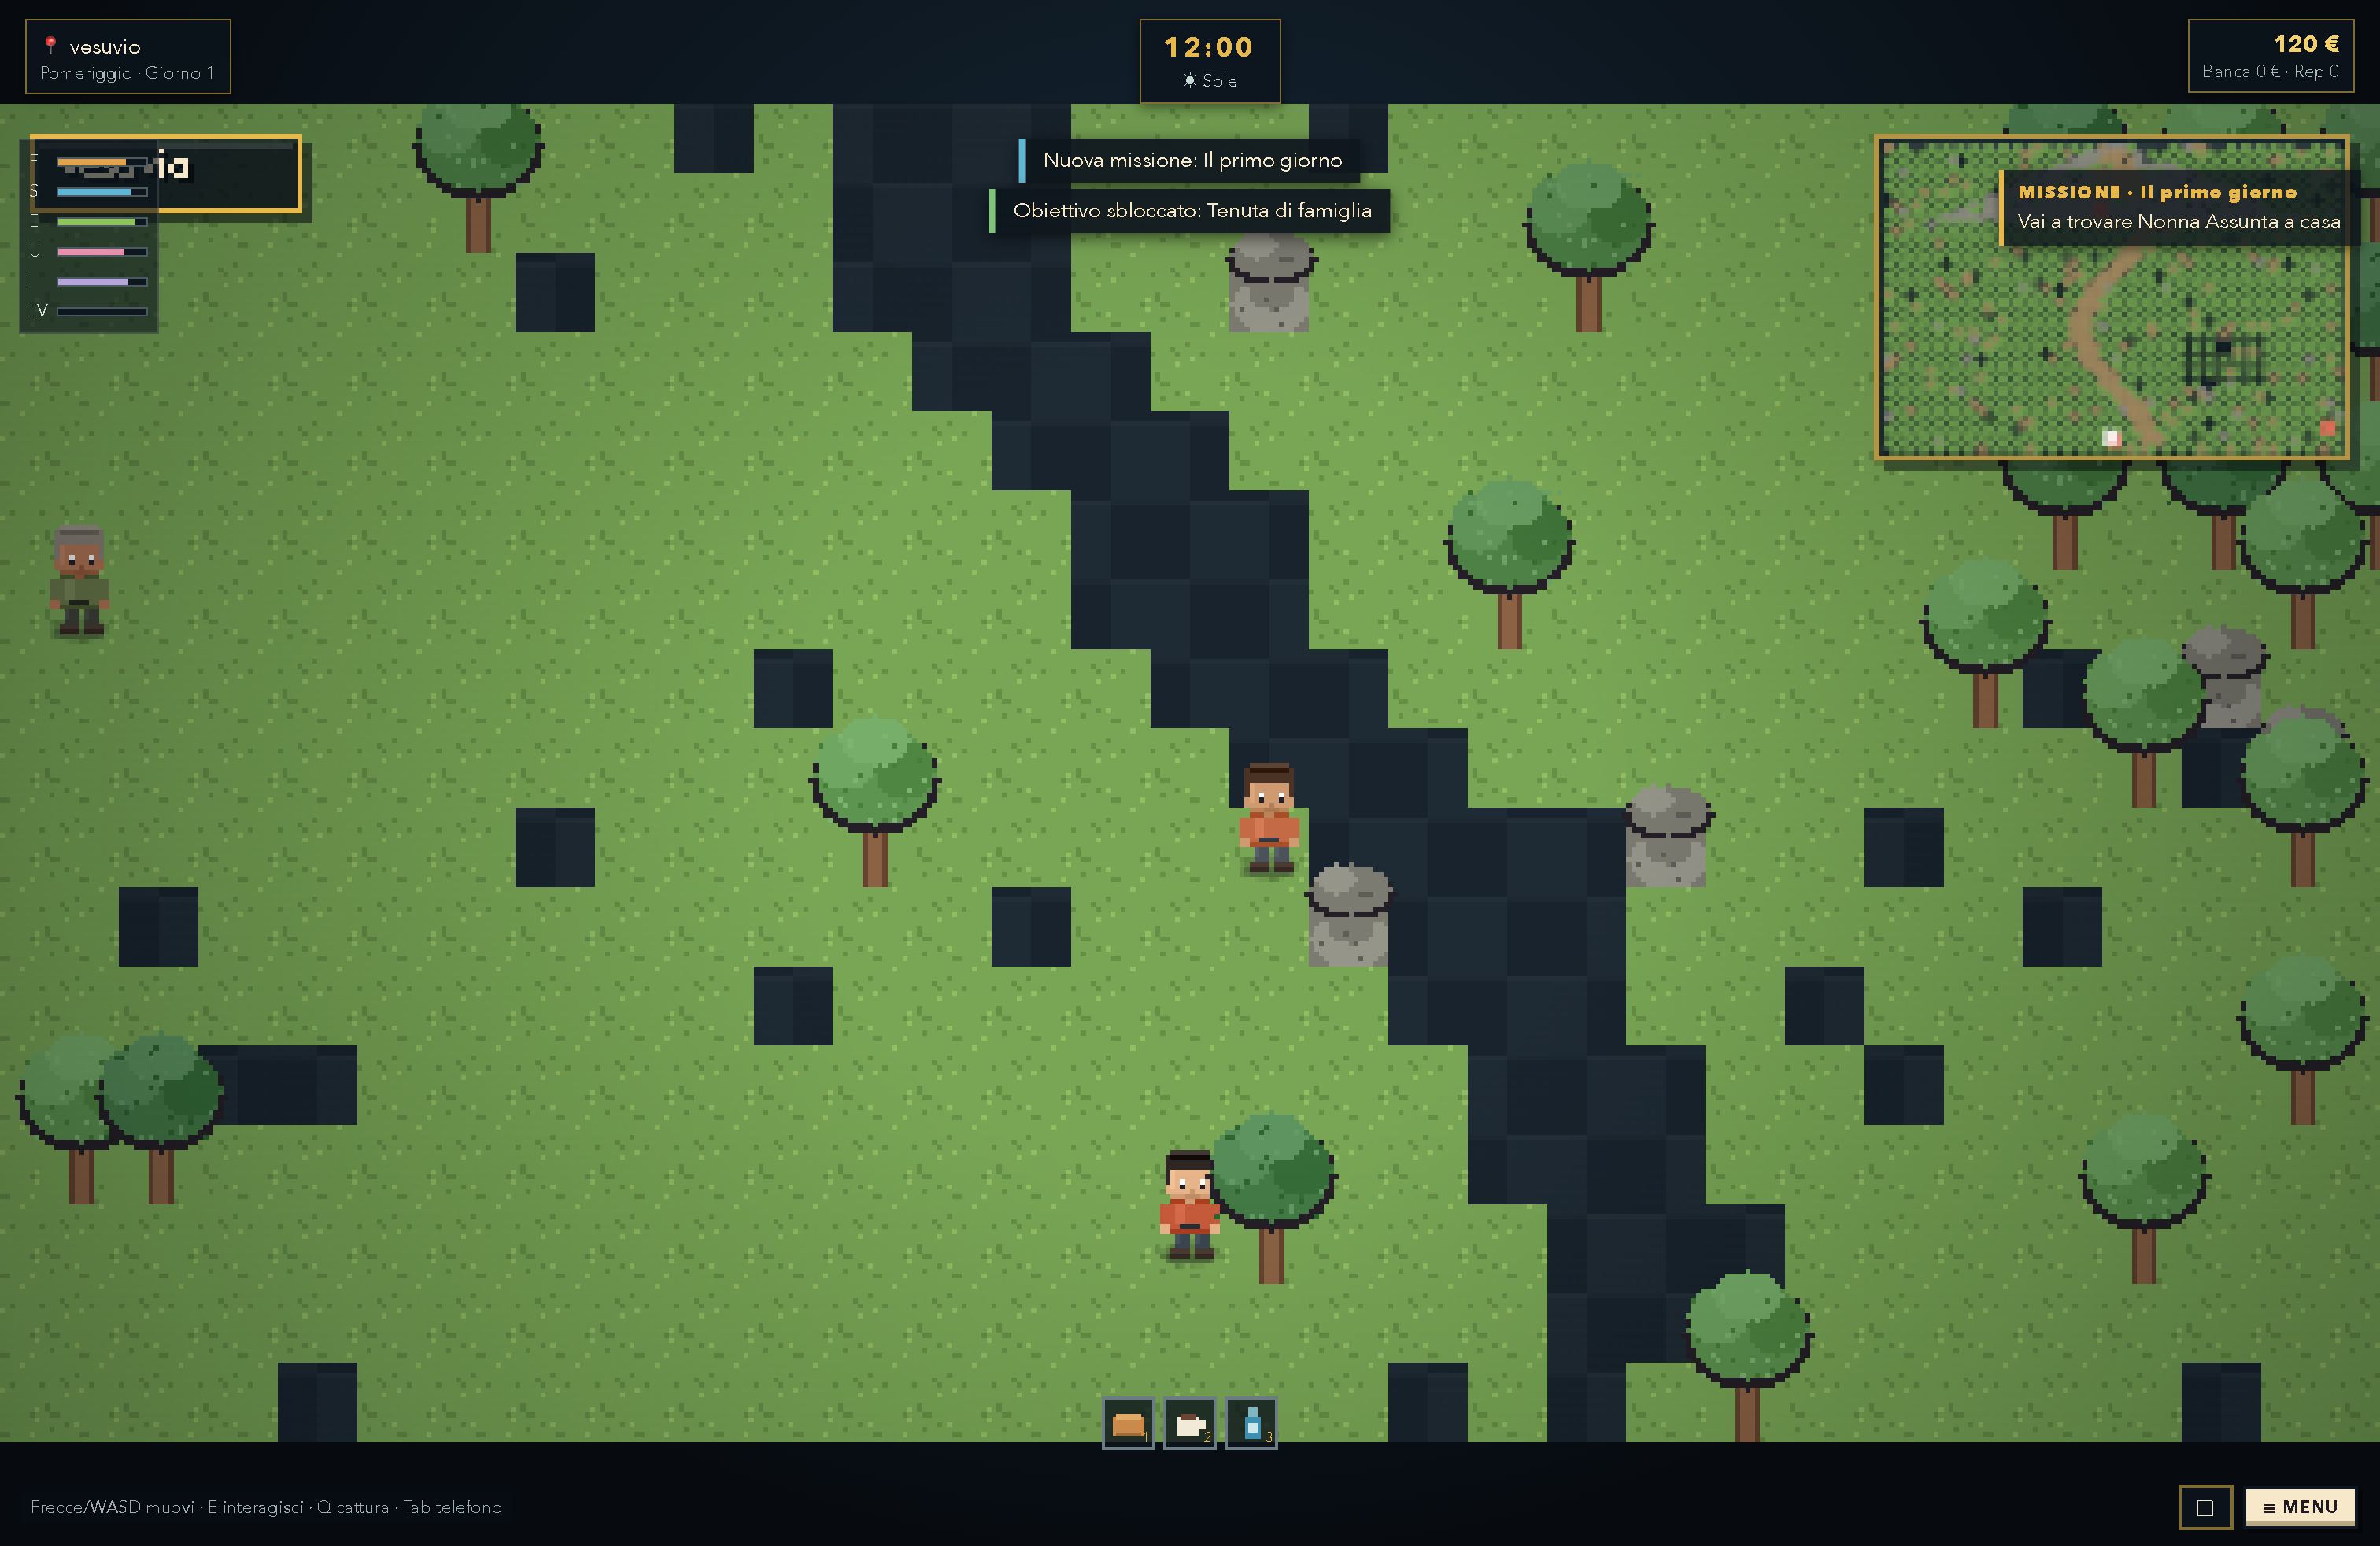 vesuvio
Pomeriggio · Giorno 1
12:00
Sole
120 €
Banca 0 € · Rep 0
F
S
E
U
I
LV
Nuova missione: Il primo giorno
Obiettivo sbloccato: Tenuta di famiglia
MISSIONE · Il primo giorno
Vai a trovare Nonna Assunta a casa
1
2
3
Frecce/WASD muovi · E interagisci · Q cattura · Tab telefono
≡ MENU